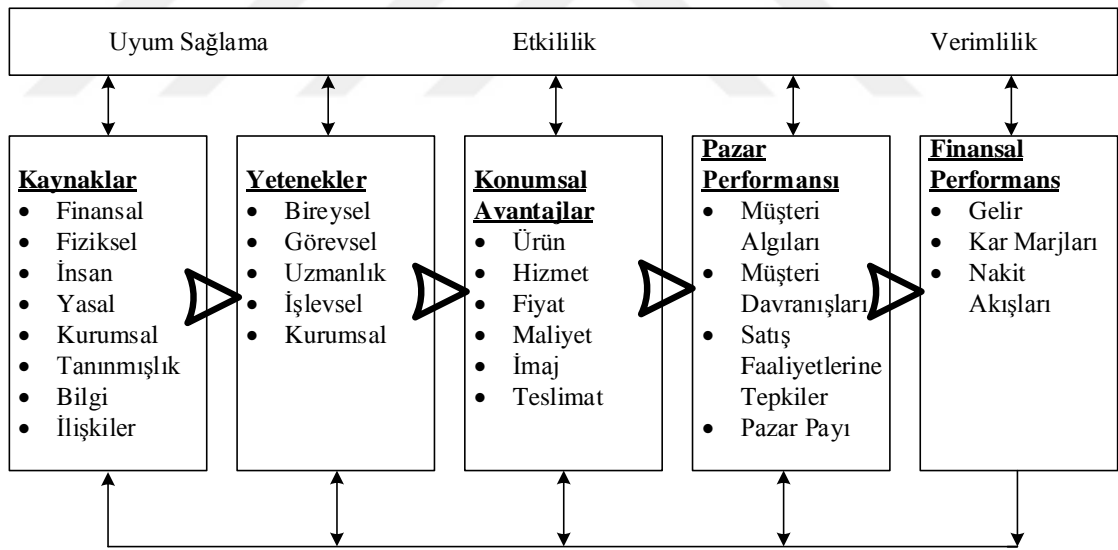 Uyum Sağlama Etkililik Verimlilik
Kaynaklar
• Finansal
• Fiziksel
• İnsan
• Yasal
• Kurumsal
• Tanınmışlık
• Bilgi
• İlişkiler
Yetenekler
• Bireysel
• Görevsel
• Uzmanlık
• İşlevsel
• Kurumsal
Konumsal
Avantajlar
• Ürün
• Hizmet
• Fiyat
• Maliyet
• İmaj
• Teslimat
Pazar
Performansı
• Müşteri
Algıları
• Müşteri
Davranışları
• Satış
Faaliyetlerine
Tepkiler
• Pazar Payı
Finansal
Performans
• Gelir
• Kar Marjları
• Nakit
Akışları